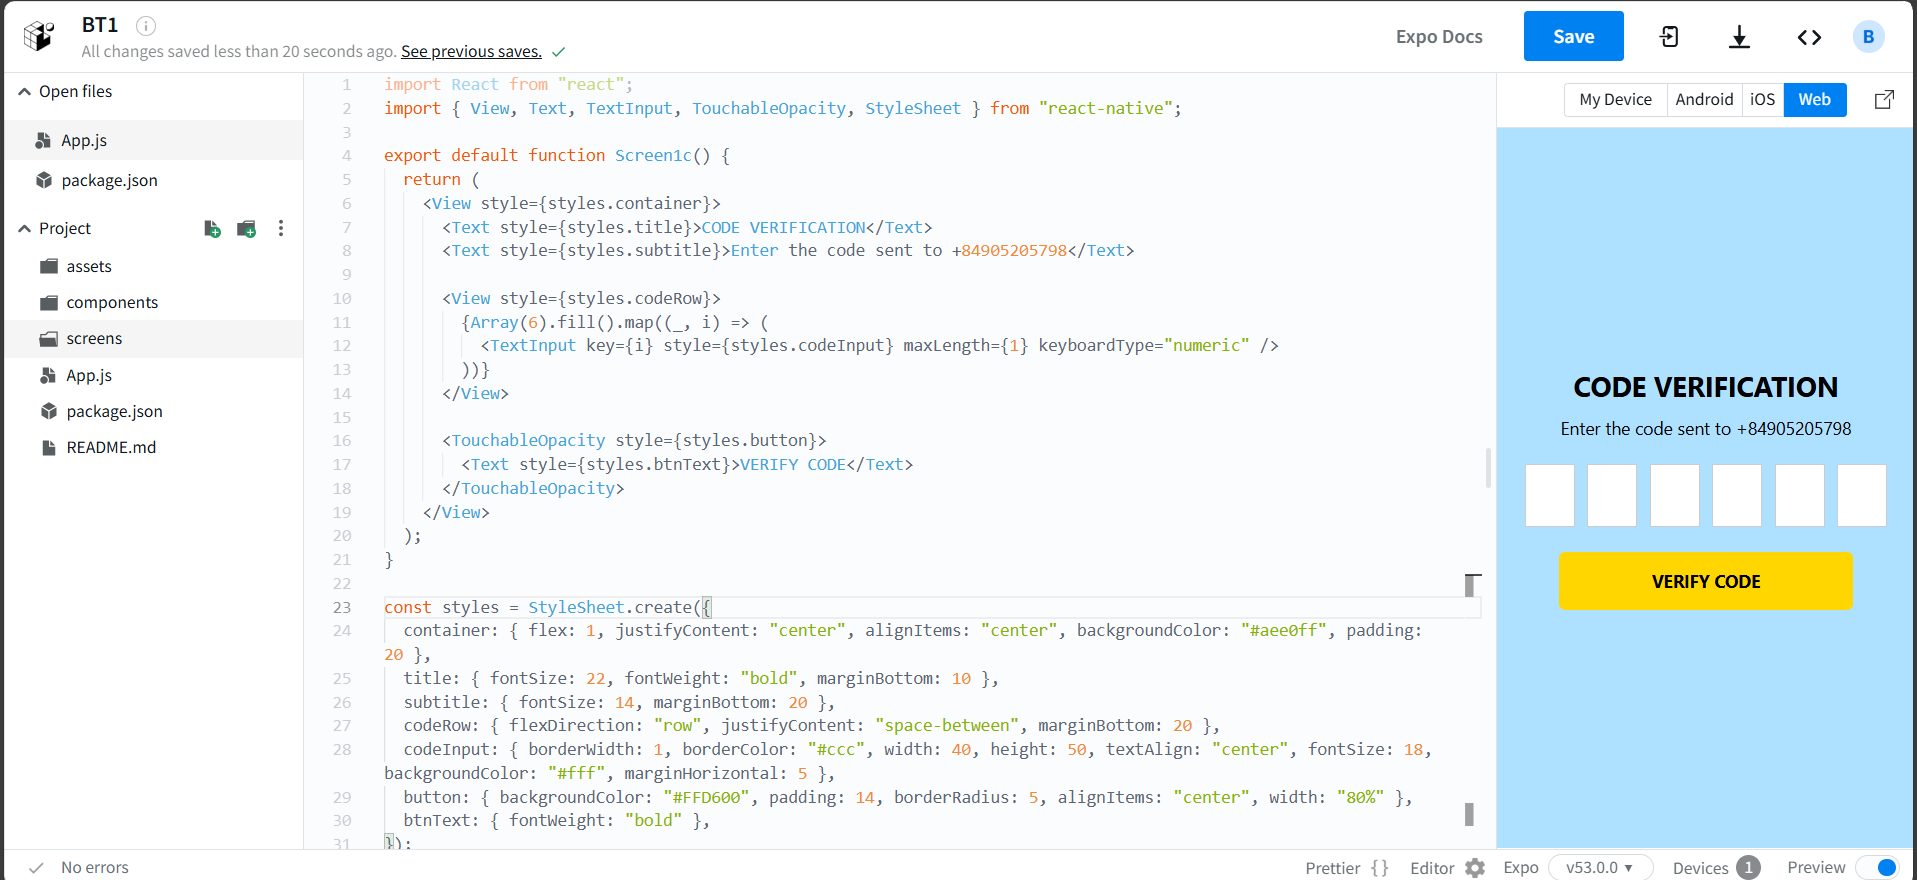 BT1
All changes saved less than 20 seconds ago. See previous saves.
Expo Docs
Save
B
Open files
App.js
package.json
Project
assets
components
screens
App.js
package.json
README.md
1 import React from "react";
2 import { View, Text, TextInput, TouchableOpacity, StyleSheet } from "react-native";
3
4 export default function Screen1c() {
5   return (
6     <View style={styles.container}>
7       <Text style={styles.title}>CODE VERIFICATION</Text>
8       <Text style={styles.subtitle}>Enter the code sent to +84905205798</Text>
9
10       <View style={styles.codeRow}>
11         {Array(6).fill().map((_, i) => (
12           <TextInput key={i} style={styles.codeInput} maxLength={1} keyboardType="numeric" />
13         ))}
14       </View>
15
16       <TouchableOpacity style={styles.button}>
17         <Text style={styles.btnText}>VERIFY CODE</Text>
18       </TouchableOpacity>
19     </View>
20   );
21 }
22
23 const styles = StyleSheet.create({
24   container: { flex: 1, justifyContent: "center", alignItems: "center", backgroundColor: "#aee0ff", padding:
20 },
25   title: { fontSize: 22, fontWeight: "bold", marginBottom: 10 },
26   subtitle: { fontSize: 14, marginBottom: 20 },
27   codeRow: { flexDirection: "row", justifyContent: "space-between", marginBottom: 20 },
28   codeInput: { borderWidth: 1, borderColor: "#ccc", width: 40, height: 50, textAlign: "center", fontSize: 18,
backgroundColor: "#fff", marginHorizontal: 5 },
29   button: { backgroundColor: "#FFD600", padding: 14, borderRadius: 5, alignItems: "center", width: "80%" },
30   btnText: { fontWeight: "bold" },
31 });
My Device
Android
iOS
Web
CODE VERIFICATION
Enter the code sent to +84905205798
VERIFY CODE
No errors
Prettier { }
Editor
Expo
v53.0.0
Devices 1
Preview